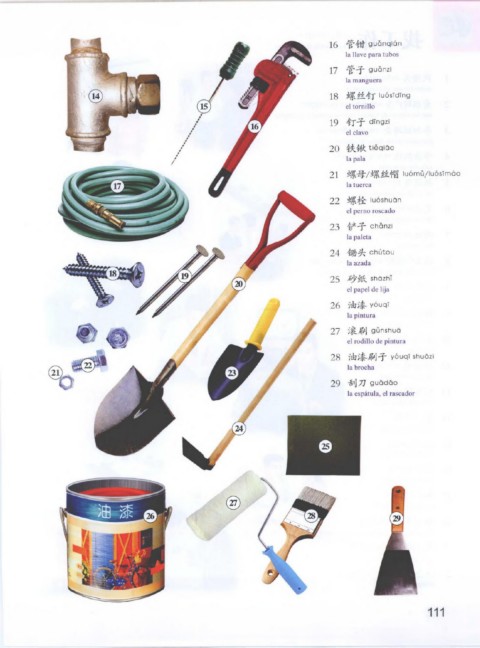 16 管钳 guǎnqián
la llave para tubos
17 管子 guǎnzi
la manguera
18 螺丝钉 luósīdīng
el tornillo
19 钉子 dīngzi
el clavo
20 铁锹 tiěqiāo
la pala
21 螺母/螺丝帽 luómǔ/luósīmào
la tuerca
22 螺栓 luóshuān
el perno roscado
23 铲子 chǎnzi
la paleta
24 锄头 chútou
la azada
25 砂纸 shāzhǐ
el papel de lija
26 油漆 yóuqī
la pintura
27 滚刷 gǔnshuā
el rodillo de pintura
28 油漆刷子 yóuqī shuāzi
la brocha
29 刮刀 guādāo
la espátula, el rascador
14
15
16
17
18
19
20
21
22
23
24
25
油漆
26
27
28
29
111